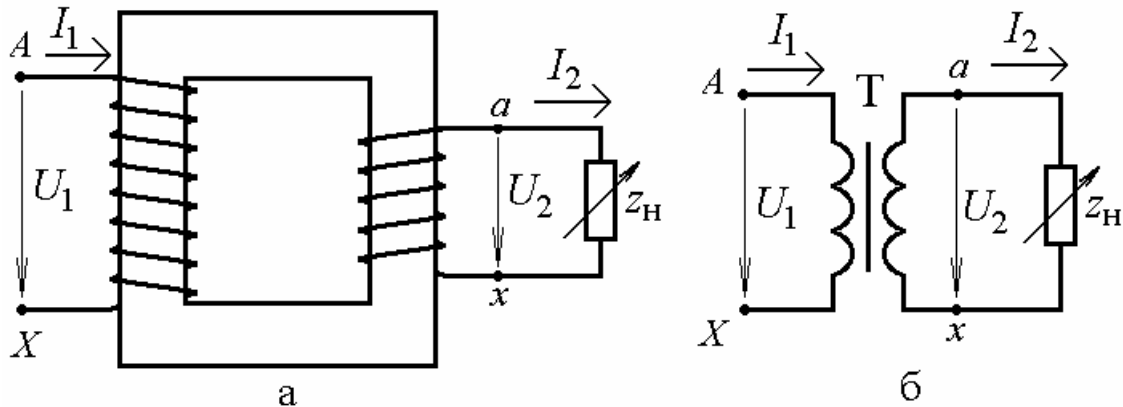 I₁
A
U₁
X
I₂
a
U₂
zн
x
а
I₁
A
T
U₁
X
I₂
a
U₂
zн
x
б